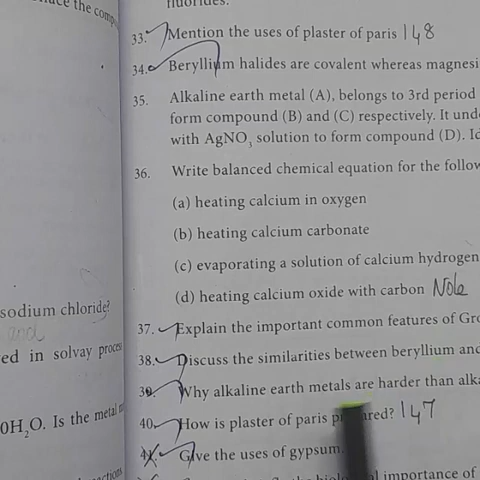 fluorides.
33. Mention the uses of plaster of paris 148
34. Beryllium halides are covalent whereas magnesi
35. Alkaline earth metal (A), belongs to 3rd period
form compound (B) and (C) respectively. It und
with AgNO3 solution to form compound (D). Id
36. Write balanced chemical equation for the follow
(a) heating calcium in oxygen
(b) heating calcium carbonate
(c) evaporating a solution of calcium hydrogen
(d) heating calcium oxide with carbon Note
37. Explain the important common features of Gro
38. Discuss the similarities between beryllium and
39. Why alkaline earth metals are harder than alka
40. How is plaster of paris prepared? 147
41. Give the uses of gypsum.
importance of
sodium chloride?
and
ed in solvay proces
0H2O. Is the metal